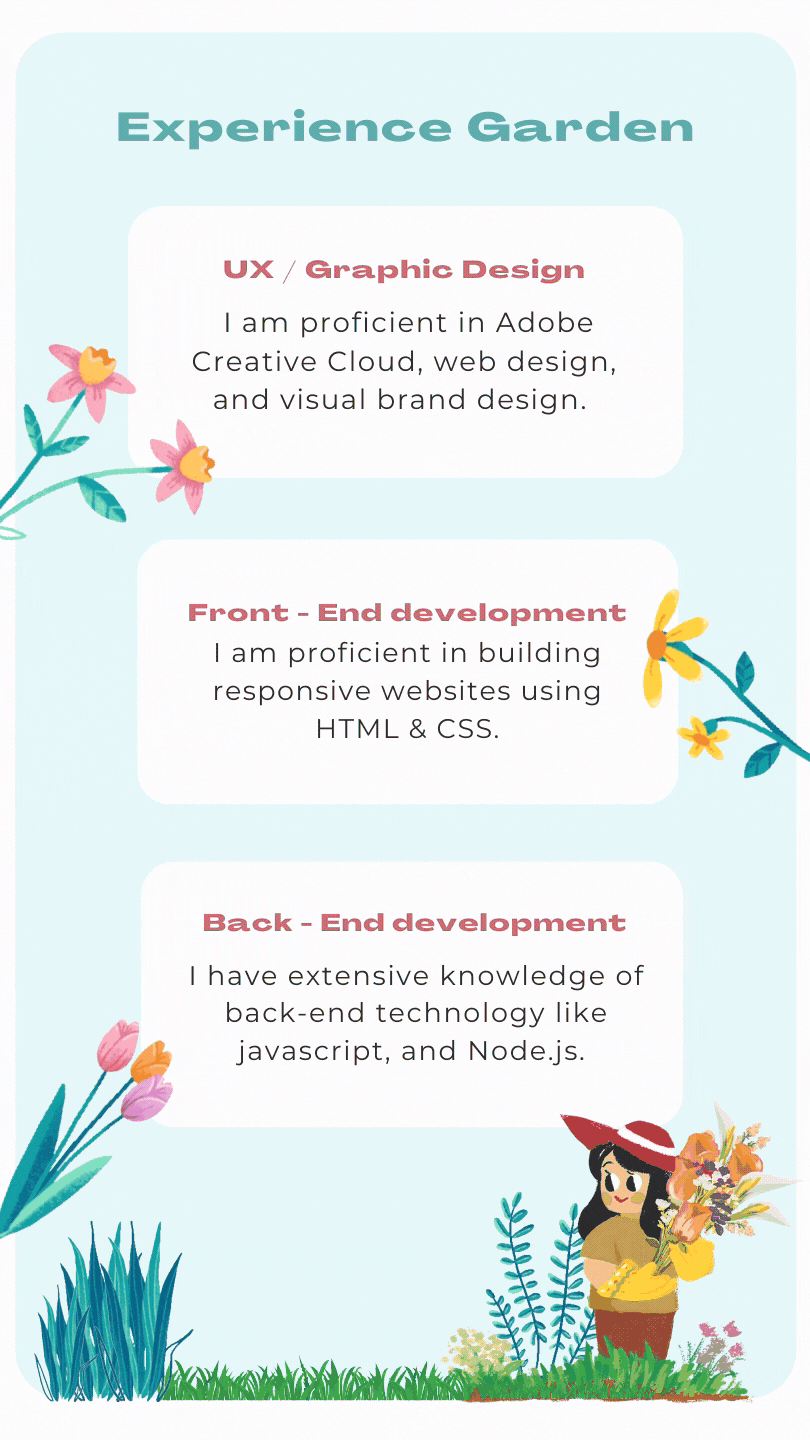 Experience Garden
UX / Graphic Design
I am proficient in Adobe
Creative Cloud, web design,
and visual brand design.
Front - End development
I am proficient in building
responsive websites using
HTML & CSS.
Back - End development
I have extensive knowledge of
back-end technology like
javascript, and Node.js.